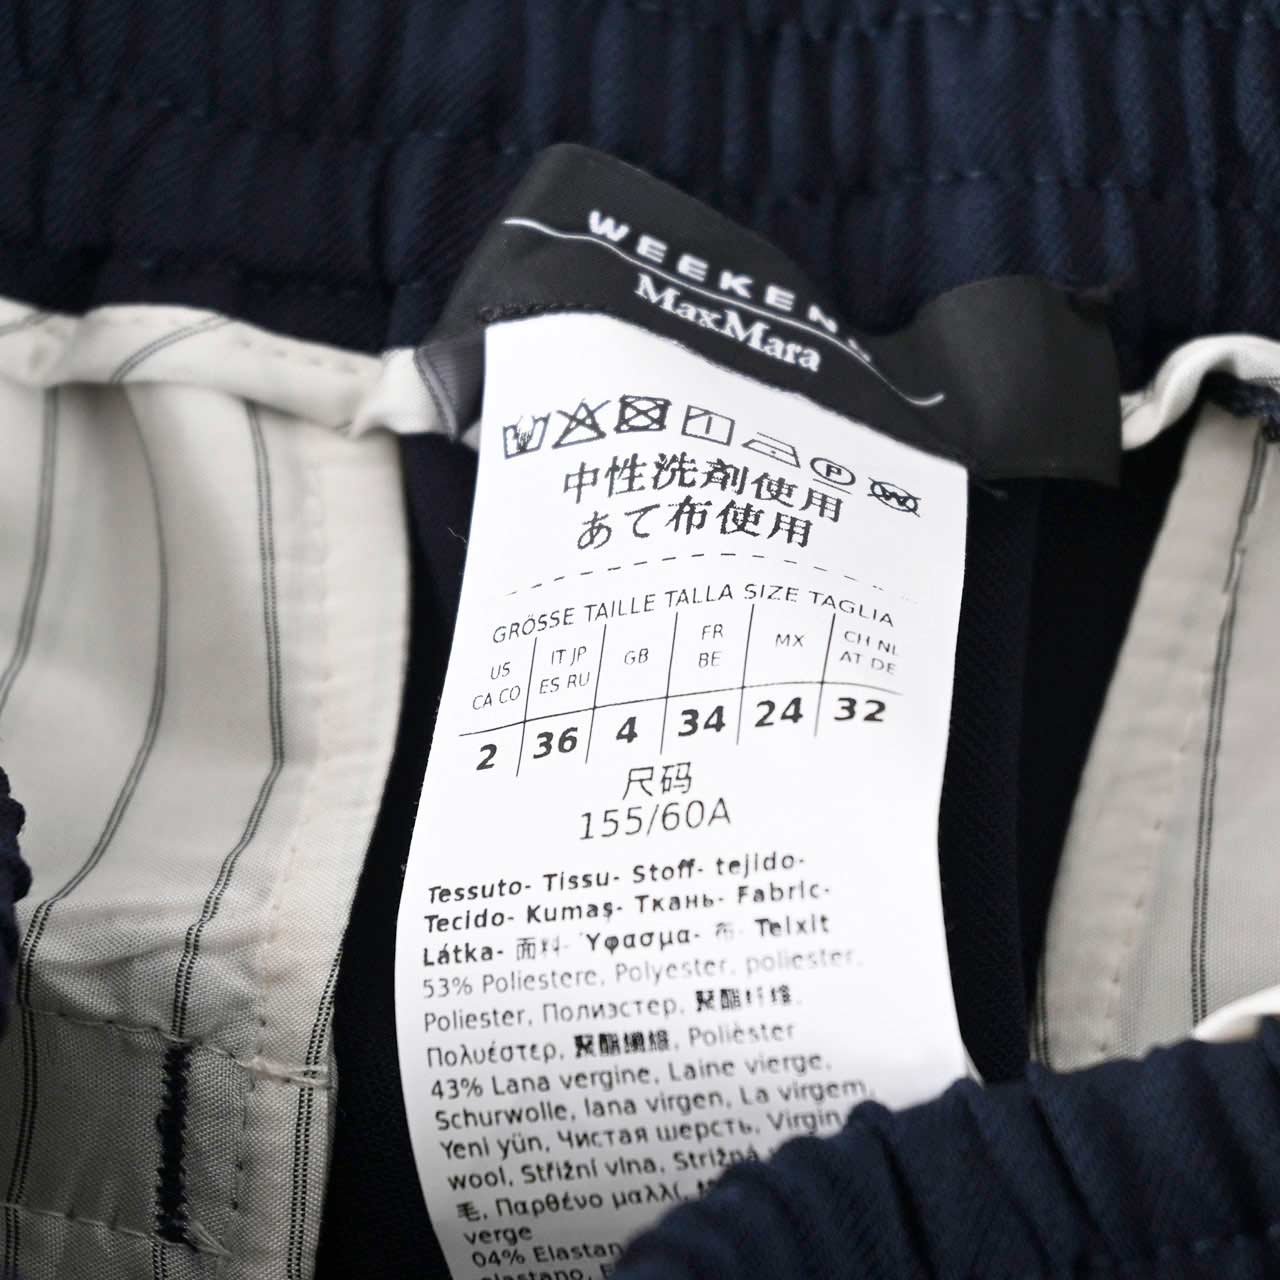 WEEKEND
MaxMara
中性洗剤使用
あて布使用
GRÖSSE TAILLE TALLA SIZE TAGLIA
US CA CO IT JP ES RU GB FR BE MX CH NL AT DE
2 36 4 34 24 32
尺码
155/60A
Tessuto- Tissu- Stoff- tejido-
Tecido- Kumaş- Ткань- Fabric-
Látka- 面料- Ύφασμα- 布- Teixit
53% Poliestere, Polyester, poliester,
Poliester, Полиэстер, 聚酯纤维,
Πολυέστερ, 聚酯纖維, Polièster
43% Lana vergine, Laine vierge,
Schurwolle, lana virgen, La virgem,
Yeni yün, Чистая шерсть, Virgin
wool, Střižní vlna, Strižná
毛, Παρθένο μαλλί,
verge
04% Elastan
elastano,